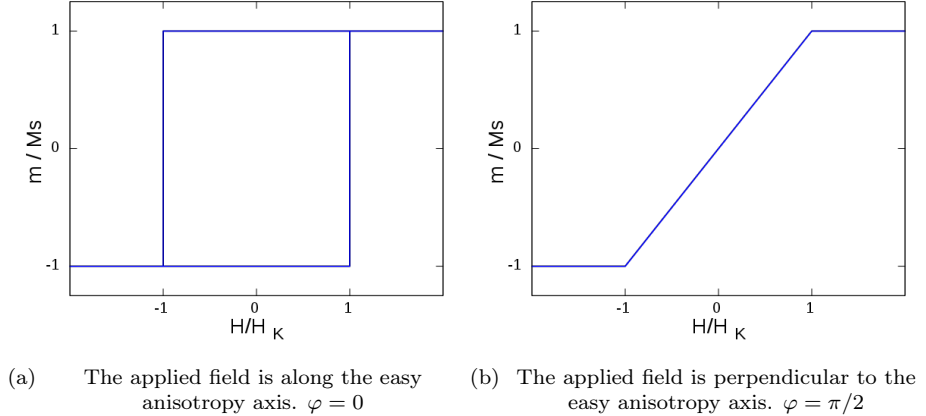 1
0
-1
m / Ms
-1 0 1
H/H K
1
0
-1
m / Ms
-1 0 1
H/H K
(a) The applied field is along the easy
anisotropy axis. φ = 0
(b) The applied field is perpendicular to the
easy anisotropy axis. φ = π/2